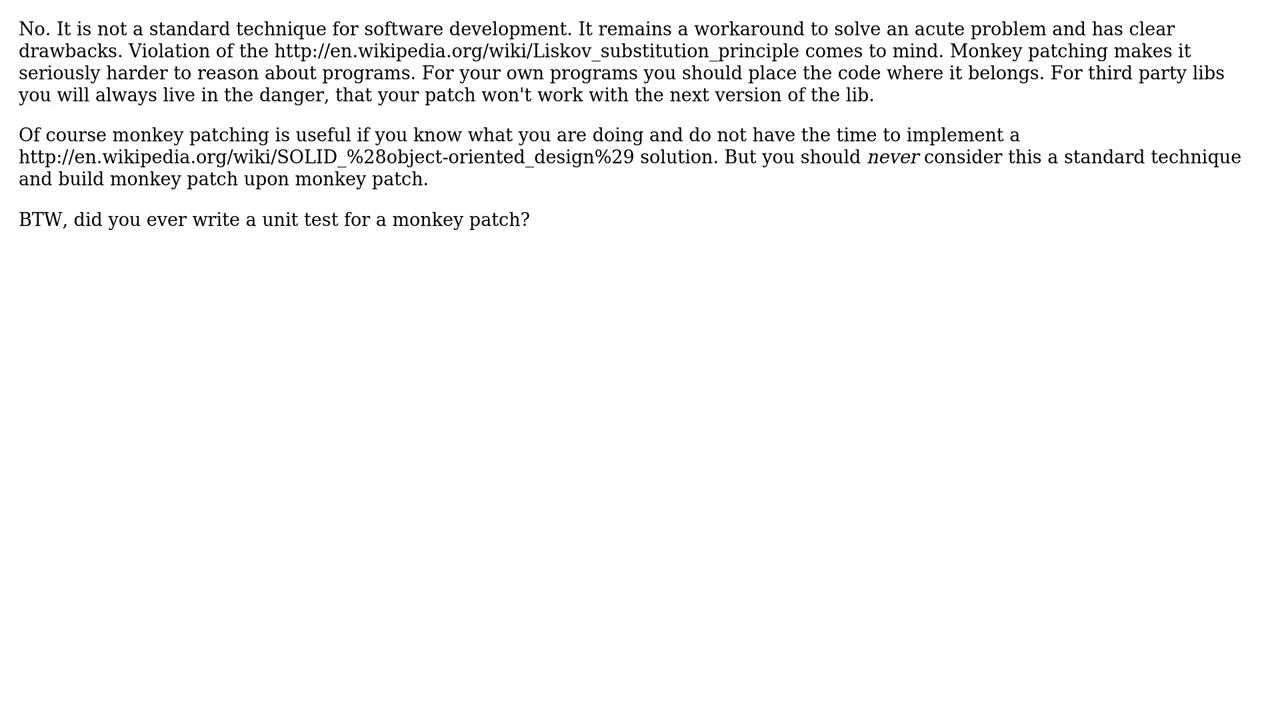 No. It is not a standard technique for software development. It remains a workaround to solve an acute problem and has clear
drawbacks. Violation of the http://en.wikipedia.org/wiki/Liskov_substitution_principle comes to mind. Monkey patching makes it
seriously harder to reason about programs. For your own programs you should place the code where it belongs. For third party libs
you will always live in the danger, that your patch won't work with the next version of the lib.
Of course monkey patching is useful if you know what you are doing and do not have the time to implement a
http://en.wikipedia.org/wiki/SOLID_%28object-oriented_design%29 solution. But you should never consider this a standard technique
and build monkey patch upon monkey patch.
BTW, did you ever write a unit test for a monkey patch?